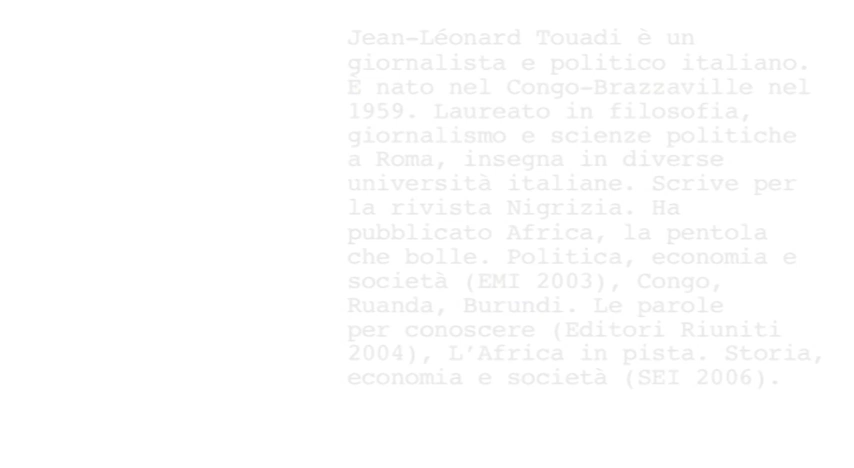 Jean-Léonard Touadi è un
giornalista e politico italiano.
È nato nel Congo-Brazzaville nel
1959. Laureato in filosofia,
giornalismo e scienze politiche
a Roma, insegna in diverse
università italiane. Scrive per
la rivista Nigrizia. Ha
pubblicato Africa, la pentola
che bolle. Politica, economia e
società (EMI 2003), Congo,
Ruanda, Burundi. Le parole
per conoscere (Editori Riuniti
2004), L’Africa in pista. Storia,
economia e società (SEI 2006).